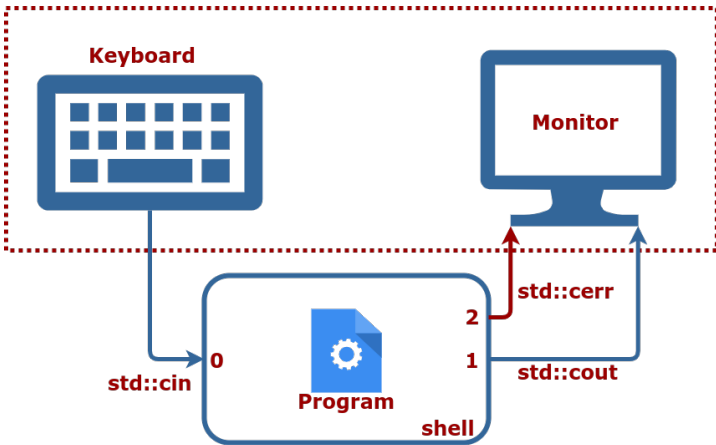 Keyboard
Monitor
std::cerr
2
0
1
std::cin
std::cout
Program
shell